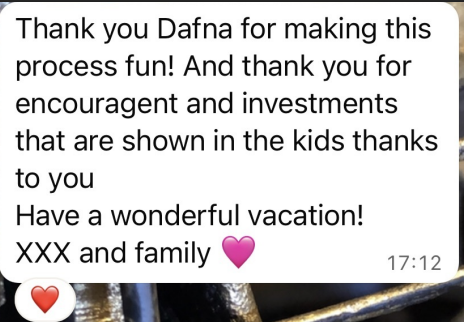 Thank you Dafna for making this
process fun! And thank you for
encouragent and investments
that are shown in the kids thanks
to you
Have a wonderful vacation!
XXX and family 💗
17:12
❤️